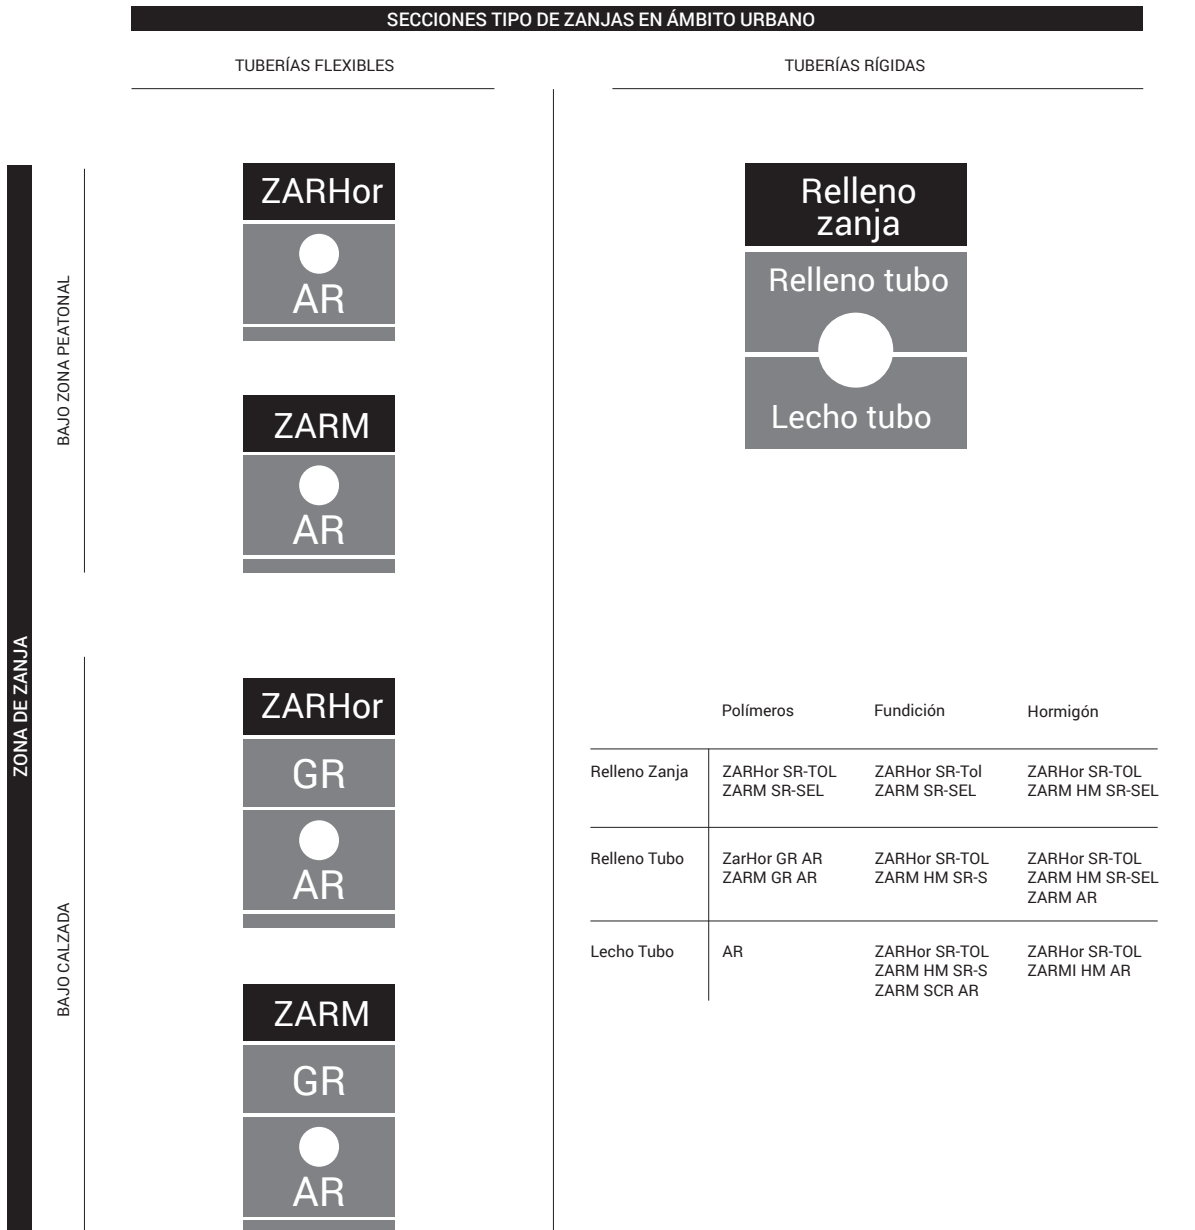 SECCIONES TIPO DE ZANJAS EN ÁMBITO URBANO
TUBERÍAS FLEXIBLES
TUBERÍAS RÍGIDAS
ZONA DE ZANJA
BAJO ZONA PEATONAL
ZARHor
AR
ZARM
AR
BAJO CALZADA
ZARHor
GR
AR
ZARM
GR
AR
Relleno
zanja
Relleno tubo
Lecho tubo
Polímeros Fundición Hormigón
Relleno Zanja ZARHor SR-TOL ZARHor SR-Tol ZARHor SR-TOL
ZARM SR-SEL ZARM SR-SEL ZARM HM SR-SEL
Relleno Tubo ZarHor GR AR ZARHor SR-TOL ZARHor SR-TOL
ZARM GR AR ZARM HM SR-S ZARM HM SR-SEL
ZARM AR
Lecho Tubo AR ZARHor SR-TOL ZARHor SR-TOL
ZARM HM SR-S ZARMI HM AR
ZARM SCR AR